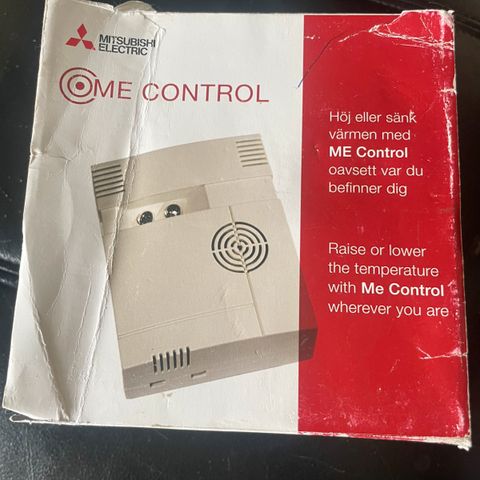 MITSUBISHI
ELECTRIC
ME CONTROL
Höj eller sänk
värmen med
ME Control
oavsett var du
befinner dig
Raise or lower
the temperature
with Me Control
wherever you are